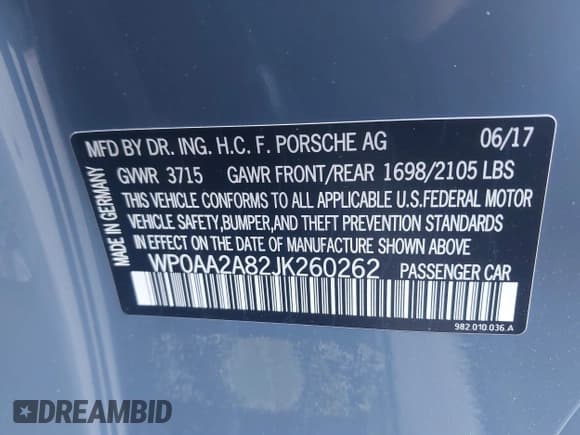 MFD BY DR. ING. H.C. F. PORSCHE AG 06/17
GVWR 3715 GAWR FRONT/REAR 1698/2105 LBS
THIS VEHICLE CONFORMS TO ALL APPLICABLE U.S.FEDERAL MOTOR
VEHICLE SAFETY,BUMPER,AND THEFT PREVENTION STANDARDS
IN EFFECT ON THE DATE OF MANUFACTURE SHOWN ABOVE
WP0AA2A82JK260262 PASSENGER CAR
MADE IN GERMANY
982.010.036.A
DREAMBID